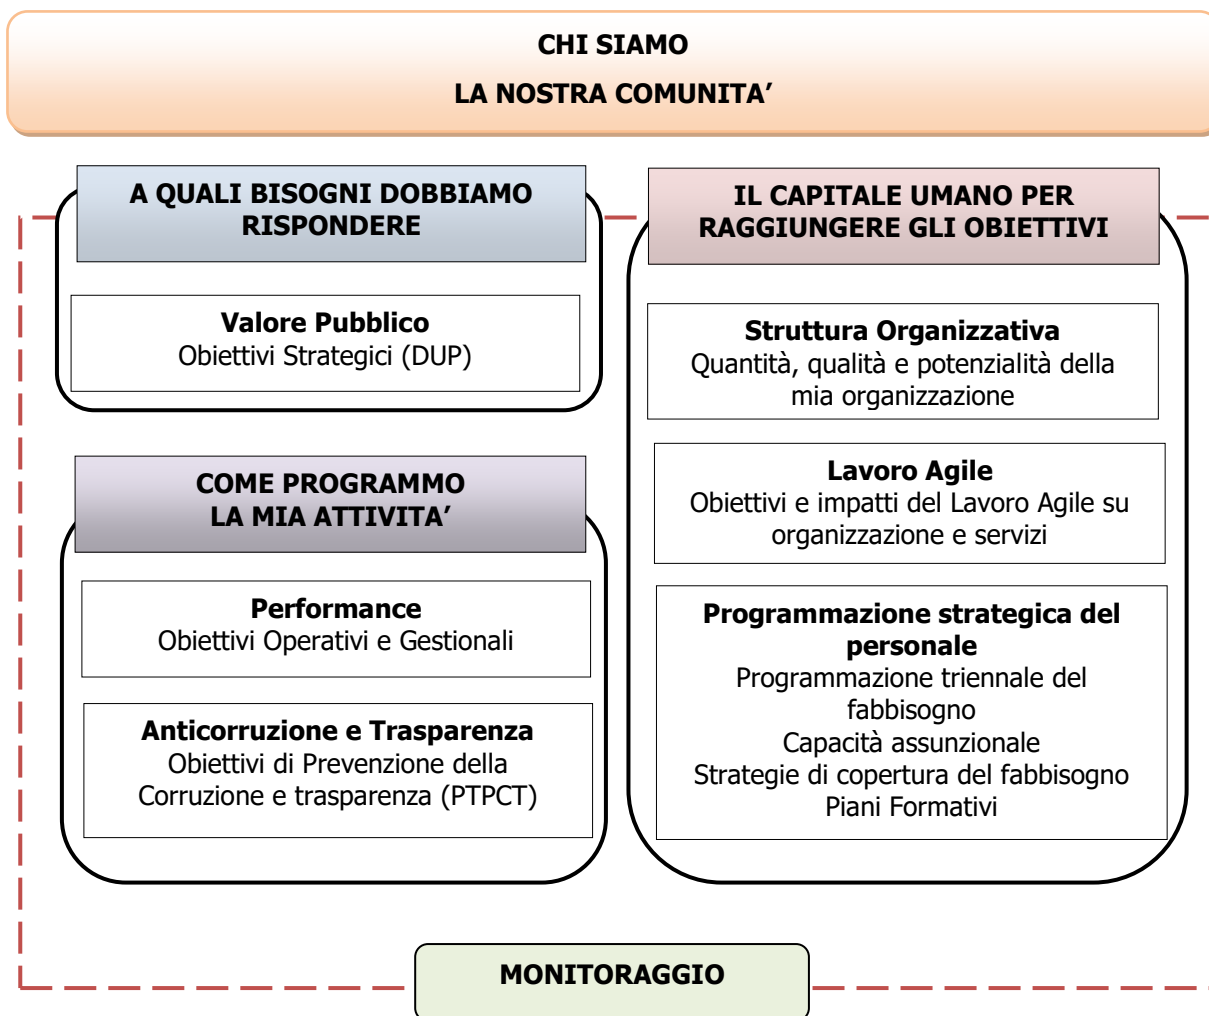 CHI SIAMO
LA NOSTRA COMUNITA’
A QUALI BISOGNI DOBBIAMO
RISPONDERE
Valore Pubblico
Obiettivi Strategici (DUP)
COME PROGRAMMO
LA MIA ATTIVITA’
Performance
Obiettivi Operativi e Gestionali
Anticorruzione e Trasparenza
Obiettivi di Prevenzione della
Corruzione e trasparenza (PTPCT)
IL CAPITALE UMANO PER
RAGGIUNGERE GLI OBIETTIVI
Struttura Organizzativa
Quantità, qualità e potenzialità della
mia organizzazione
Lavoro Agile
Obiettivi e impatti del Lavoro Agile su
organizzazione e servizi
Programmazione strategica del
personale
Programmazione triennale del
fabbisogno
Capacità assunzionale
Strategie di copertura del fabbisogno
Piani Formativi
MONITORAGGIO